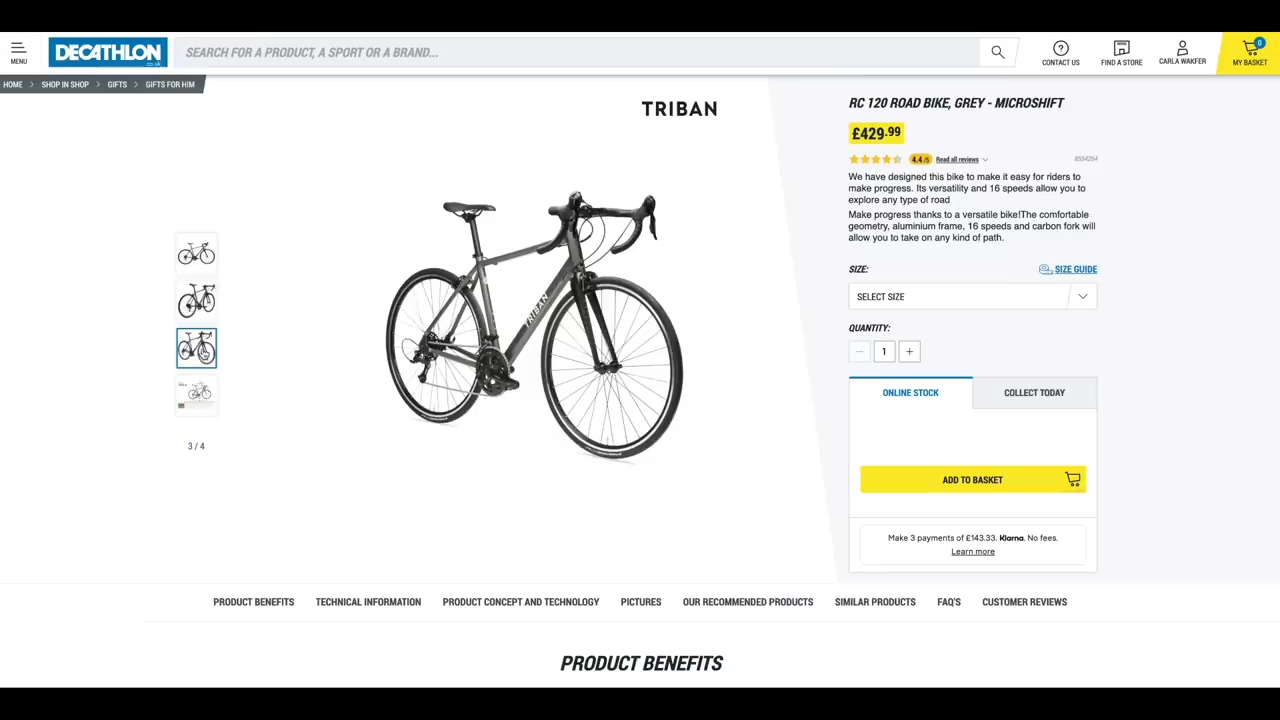 MENU
DECATHLON
.co.uk
SEARCH FOR A PRODUCT, A SPORT OR A BRAND...
CONTACT US
FIND A STORE
CARLA WAKFER
0
MY BASKET
HOME > SHOP IN SHOP > GIFTS > GIFTS FOR HIM
TRIBAN
TRIBAN
3 / 4
RC 120 ROAD BIKE, GREY - MICROSHIFT
£429.99
4.4/5 Read all reviews
8554264
We have designed this bike to make it easy for riders to
make progress. Its versatility and 16 speeds allow you to
explore any type of road
Make progress thanks to a versatile bike!The comfortable
geometry, aluminium frame, 16 speeds and carbon fork will
allow you to take on any kind of path.
SIZE:
SIZE GUIDE
SELECT SIZE
QUANTITY:
− 1 +
ONLINE STOCK
COLLECT TODAY
ADD TO BASKET
Make 3 payments of £143.33. Klarna. No fees.
Learn more
PRODUCT BENEFITS
TECHNICAL INFORMATION
PRODUCT CONCEPT AND TECHNOLOGY
PICTURES
OUR RECOMMENDED PRODUCTS
SIMILAR PRODUCTS
FAQ'S
CUSTOMER REVIEWS
PRODUCT BENEFITS